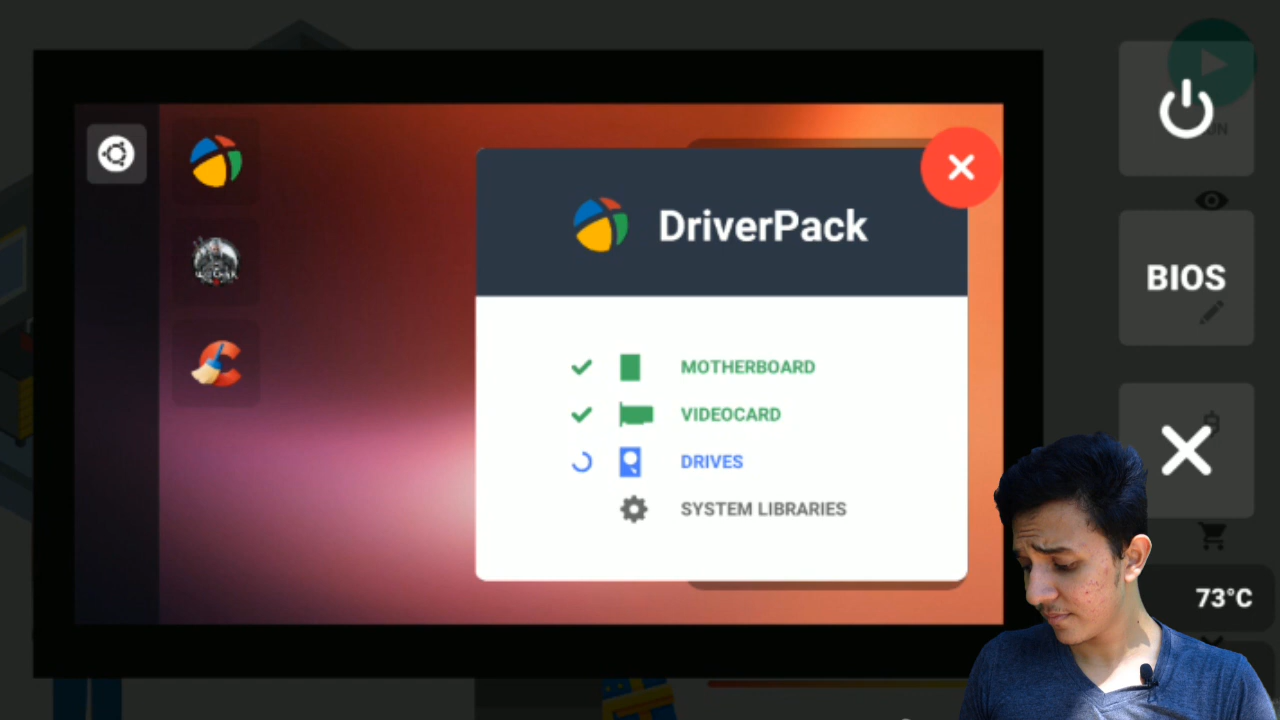 DriverPack
MOTHERBOARD
VIDEOCARD
DRIVES
SYSTEM LIBRARIES
BIOS
73°C